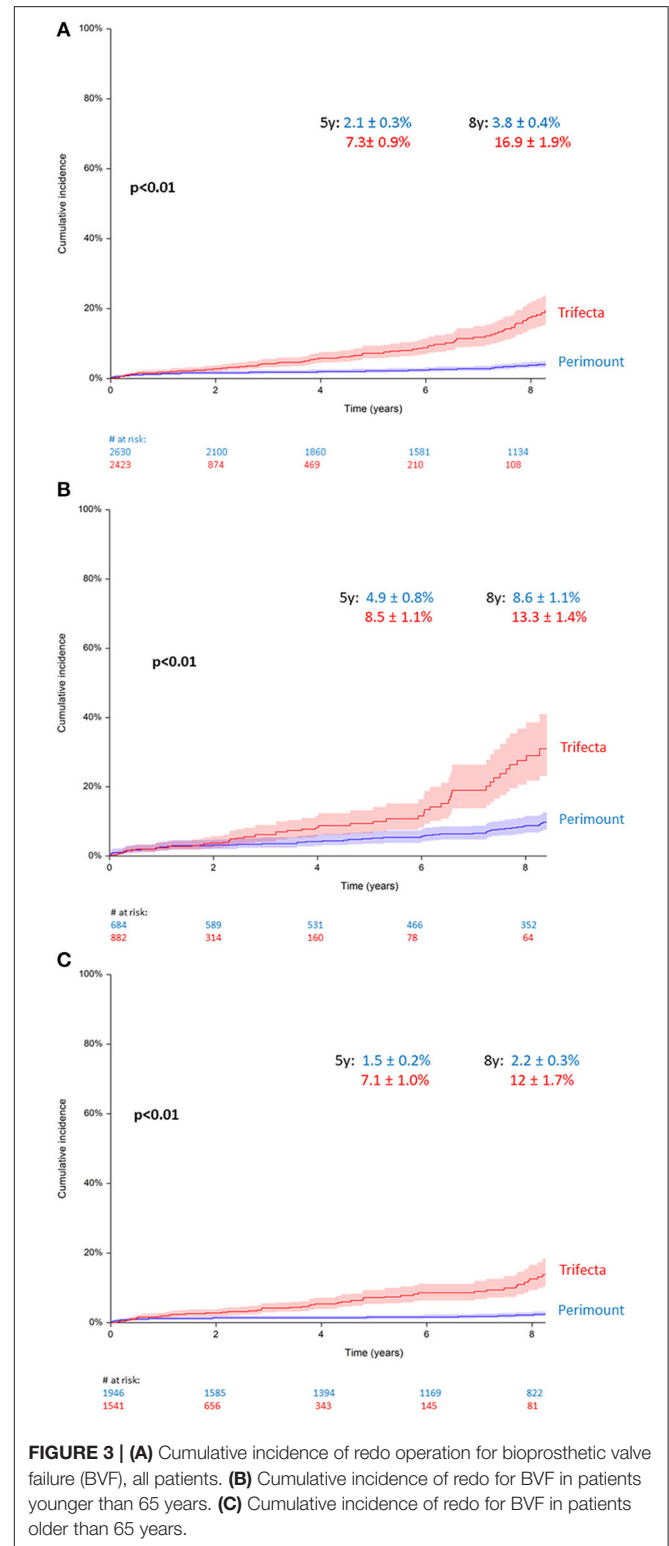 A
100%
80%
60%
40%
20%
0%
Cumulative incidence
5y: 2.1 ± 0.3% 8y: 3.8 ± 0.4%
7.3± 0.9% 16.9 ± 1.9%
p<0.01
Trifecta
Perimount
0 2 4 6 8
Time (years)
# at risk:
2630 2100 1860 1581 1134
2423 874 469 210 108
B
100%
80%
60%
40%
20%
0%
Cumulative incidence
5y: 4.9 ± 0.8% 8y: 8.6 ± 1.1%
8.5 ± 1.1% 13.3 ± 1.4%
p<0.01
Trifecta
Perimount
0 2 4 6 8
Time (years)
# at risk:
684 589 531 466 352
882 314 160 78 64
C
100%
80%
60%
40%
20%
0%
Cumulative incidence
5y: 1.5 ± 0.2% 8y: 2.2 ± 0.3%
7.1 ± 1.0% 12 ± 1.7%
p<0.01
Trifecta
Perimount
0 2 4 6 8
Time (years)
# at risk:
1946 1585 1394 1169 822
1541 656 343 145 81
FIGURE 3 | (A) Cumulative incidence of redo operation for bioprosthetic valve
failure (BVF), all patients. (B) Cumulative incidence of redo for BVF in patients
younger than 65 years. (C) Cumulative incidence of redo for BVF in patients
older than 65 years.